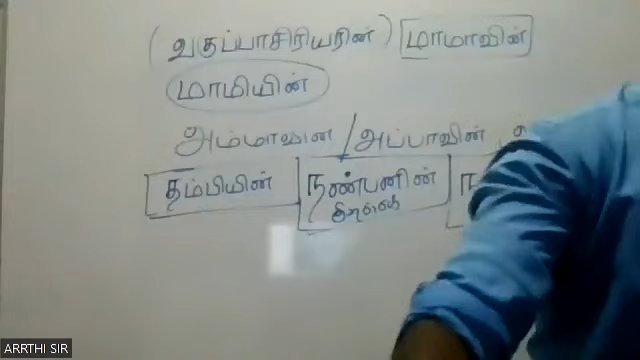 (வகுப்பாசிரியரின்) மாமாவின்
மாமியின்
அம்மாவின் / அப்பாவின்
தம்பியின் நண்பனின்
ARRTHI SIR